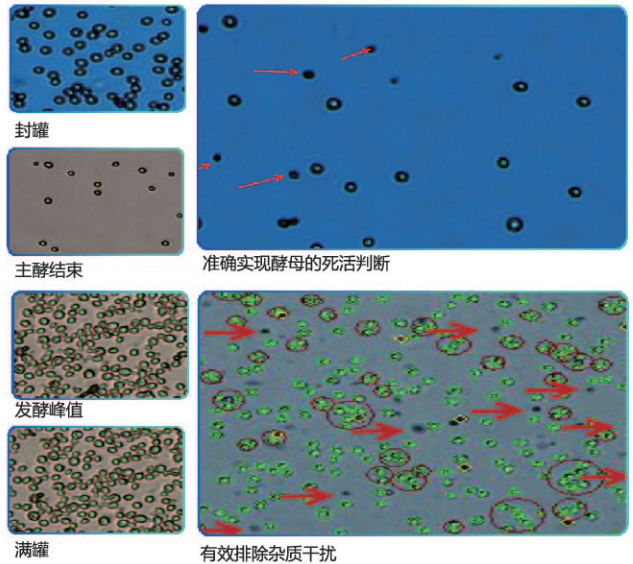 封罐
主酵结束
准确实现酵母的死活判断
发酵峰值
满罐
有效排除杂质干扰